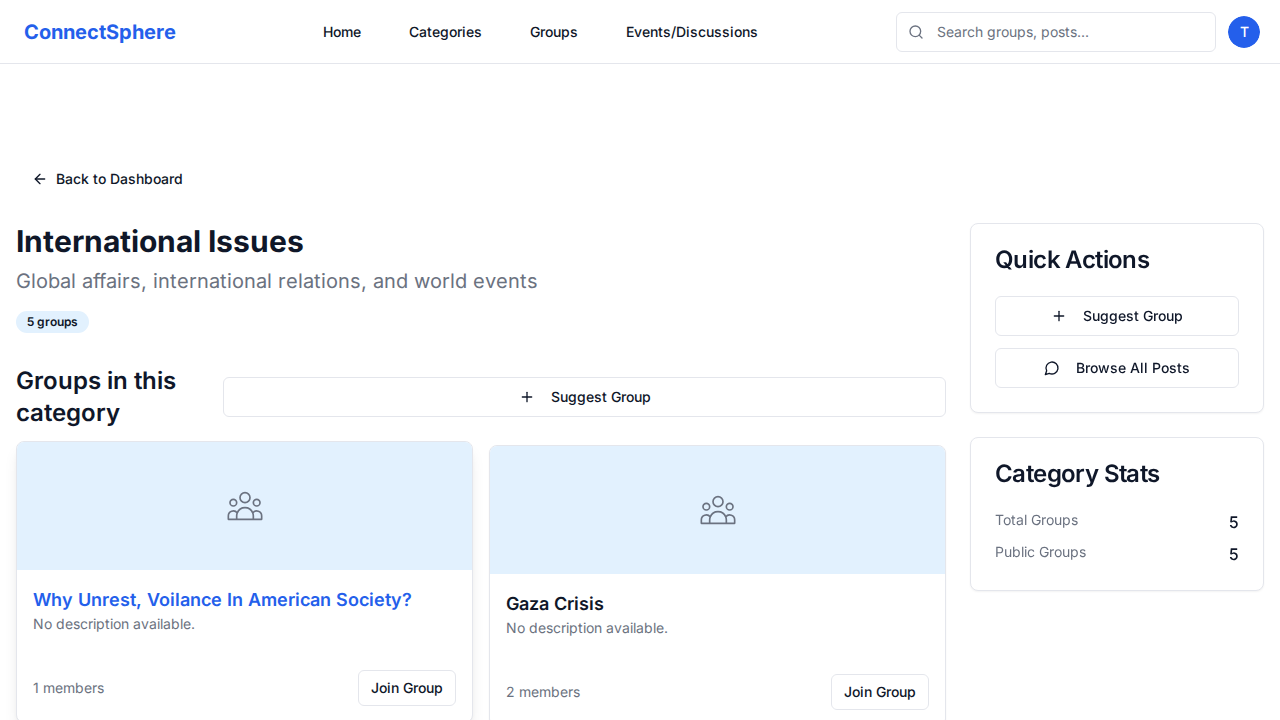 ConnectSphere
Home
Categories
Groups
Events/Discussions
Search groups, posts...
T
Back to Dashboard
International Issues
Global affairs, international relations, and world events
5 groups
Groups in this
category
Suggest Group
Why Unrest, Voilance In American Society?
No description available.
1 members
Join Group
Gaza Crisis
No description available.
2 members
Join Group
Quick Actions
Suggest Group
Browse All Posts
Category Stats
Total Groups
5
Public Groups
5